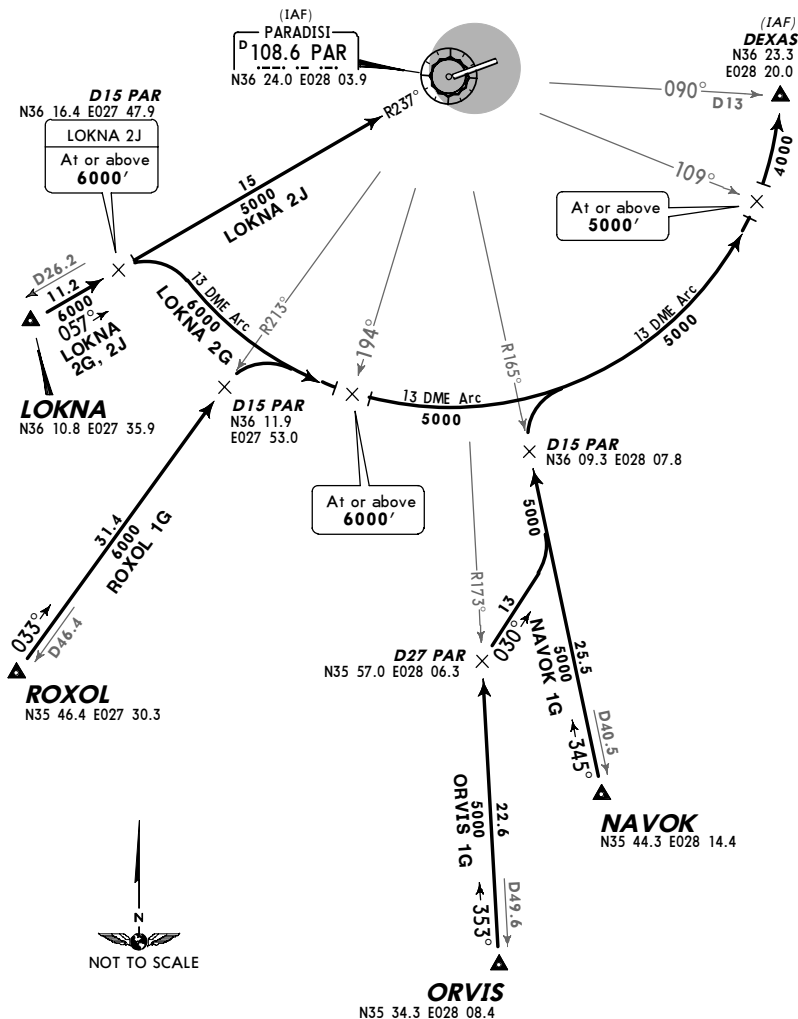 (IAF)
PARADISI
D 108.6 PAR
N36 24.0 E028 03.9
(IAF)
DEXAS
N36 23.3
E028 20.0
D15 PAR
N36 16.4 E027 47.9
LOKNA 2J
At or above
6000'
R237°
090°
D13
109°
4000
At or above
5000'
15
5000
LOKNA 2J
D26.2
11.2
6000
057°
LOKNA
2G, 2J
13 DME Arc
6000
LOKNA 2G
R213°
194°
R165°
13 DME Arc
5000
13 DME Arc
5000
LOKNA
N36 10.8 E027 35.9
D15 PAR
N36 11.9
E027 53.0
D15 PAR
N36 09.3 E028 07.8
At or above
6000'
31.4
6000
ROXOL 1G
033°
D46.4
ROXOL
N35 46.4 E027 30.3
5000
R173°
13
030°
D27 PAR
N35 57.0 E028 06.3
25.5
5000
NAVOK 1G
345°
D40.5
NAVOK
N35 44.3 E028 14.4
22.6
5000
ORVIS 1G
353°
D49.6
ORVIS
N35 34.3 E028 08.4
N
NOT TO SCALE